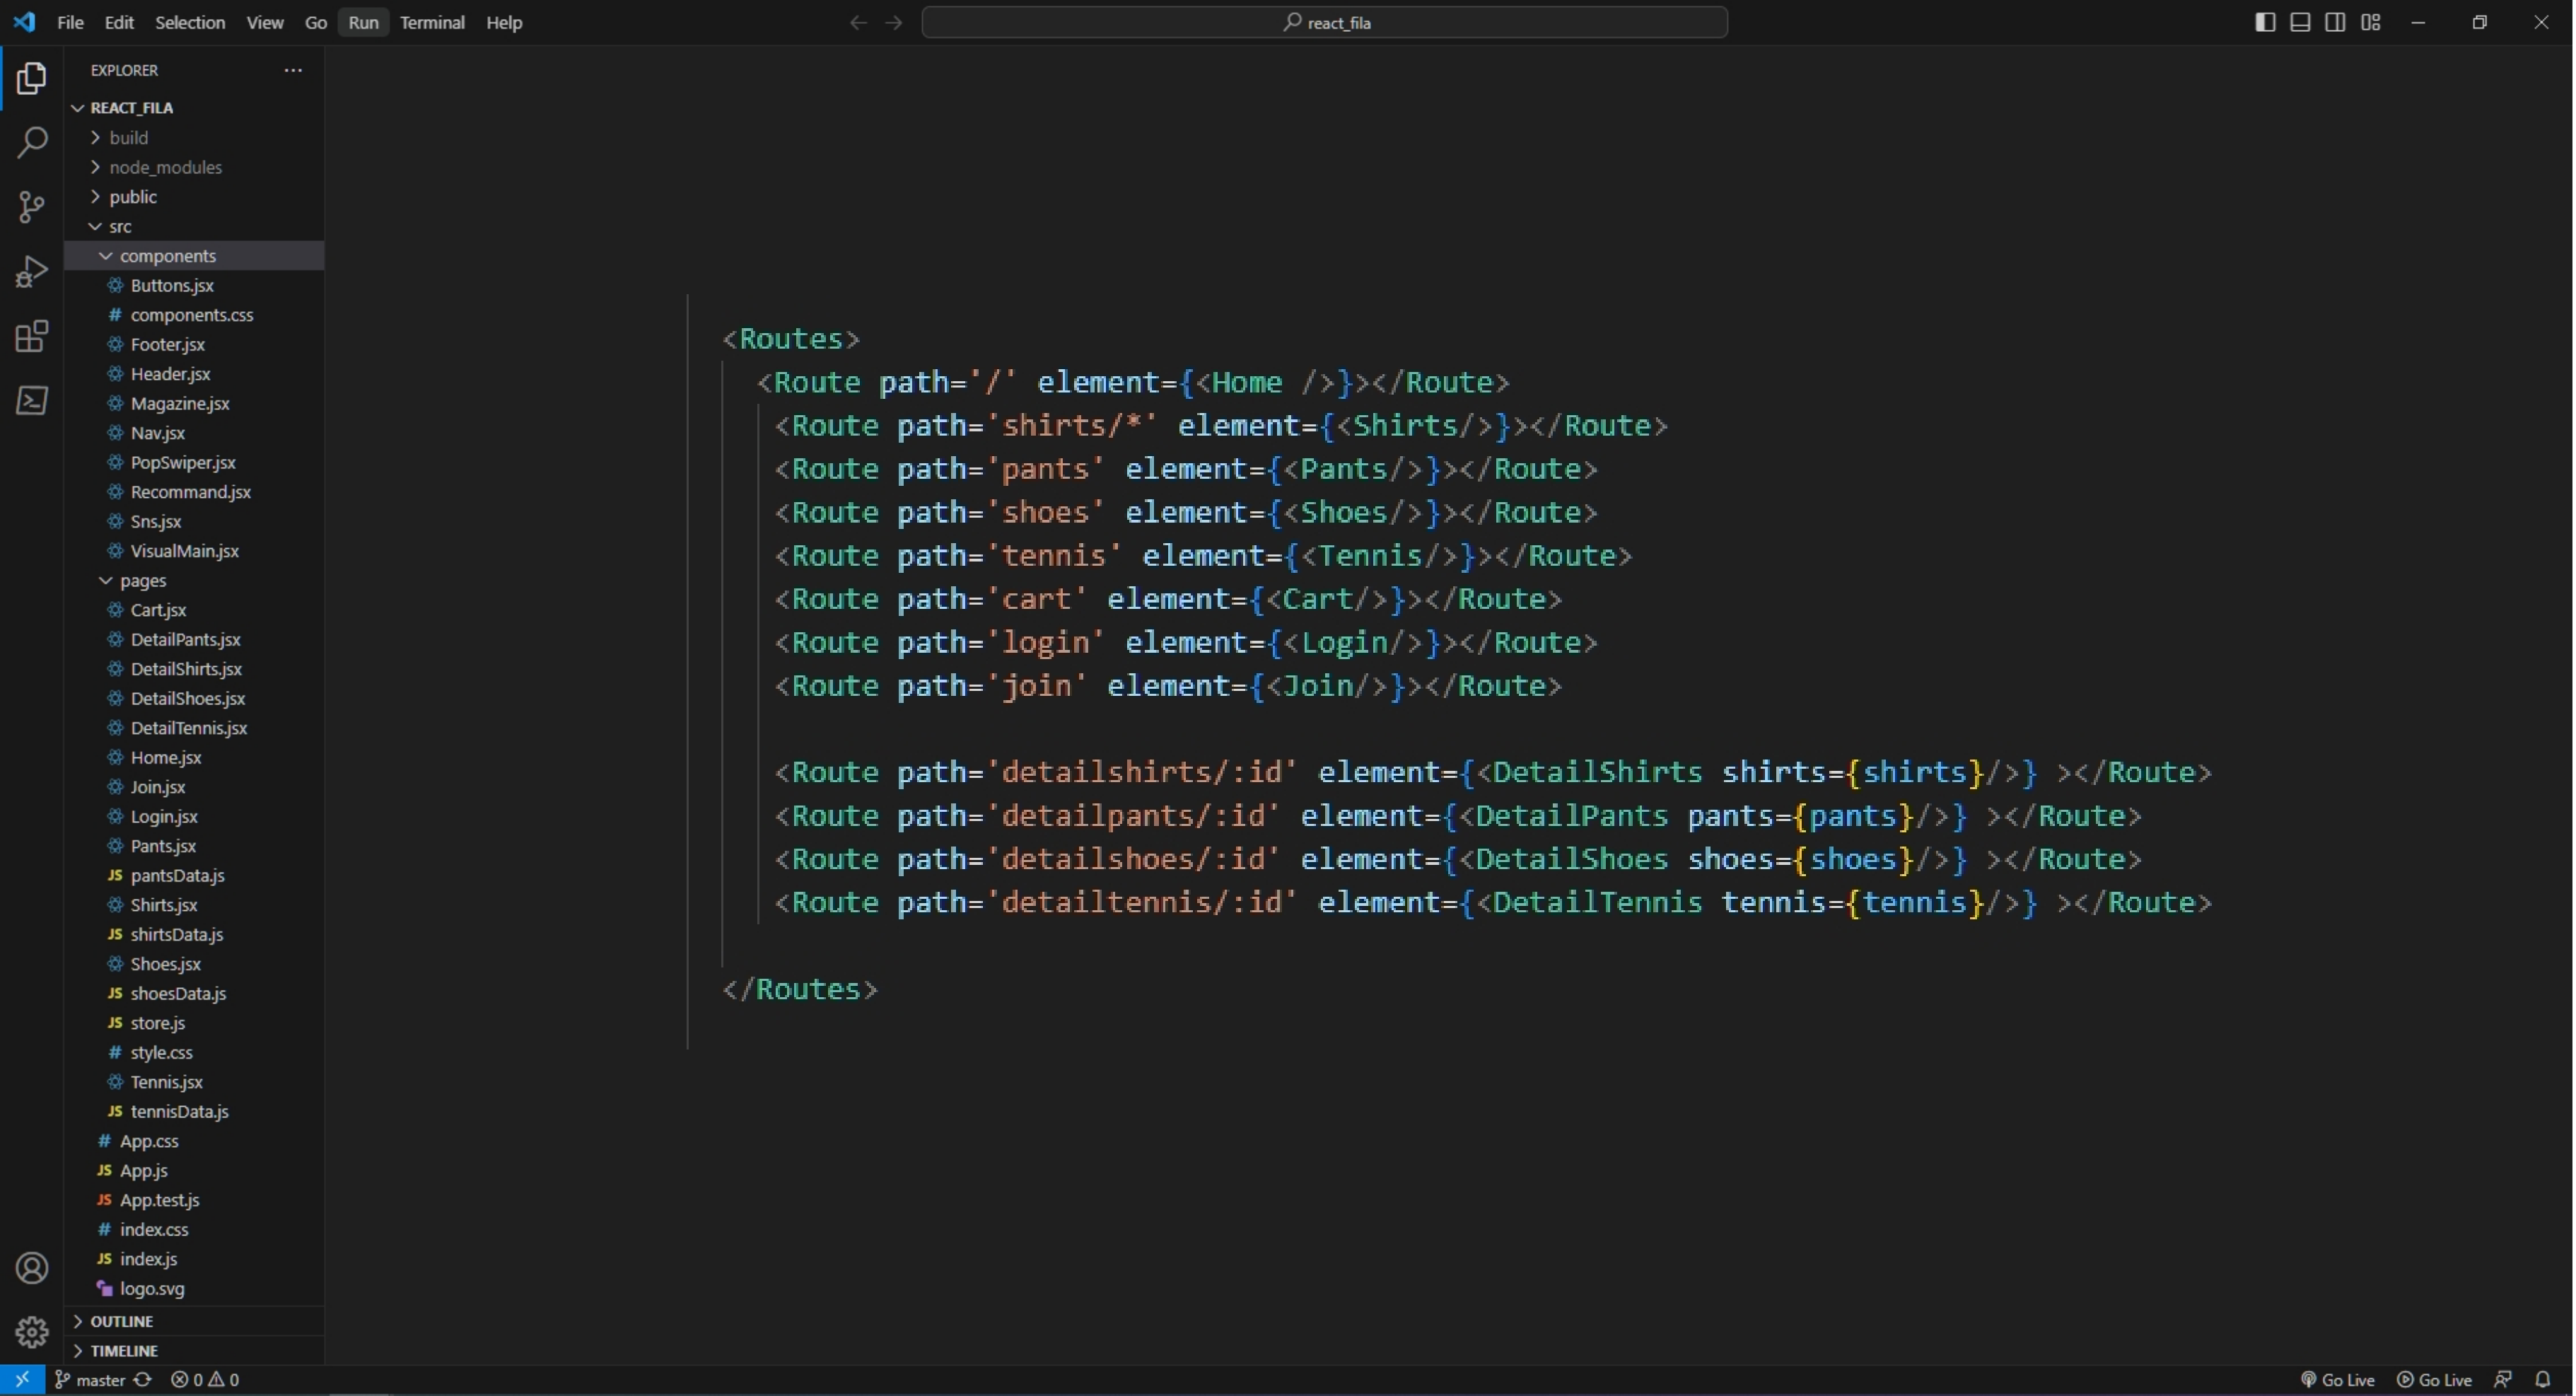 File Edit Selection View Go Run Terminal Help
react_fila
EXPLORER
REACT_FILA
build
node_modules
public
src
components
Buttons.jsx
# components.css
Footer.jsx
Header.jsx
Magazine.jsx
Nav.jsx
PopSwiper.jsx
Recommand.jsx
Sns.jsx
VisualMain.jsx
pages
Cart.jsx
DetailPants.jsx
DetailShirts.jsx
DetailShoes.jsx
DetailTennis.jsx
Home.jsx
Join.jsx
Login.jsx
Pants.jsx
JS pantsData.js
Shirts.jsx
JS shirtsData.js
Shoes.jsx
JS shoesData.js
JS store.js
# style.css
Tennis.jsx
JS tennisData.js
# App.css
JS App.js
JS App.test.js
# index.css
JS index.js
logo.svg
OUTLINE
TIMELINE
<Routes>
<Route path='/' element={<Home />}></Route>
<Route path='shirts/*' element={<Shirts/>}></Route>
<Route path='pants' element={<Pants/>}></Route>
<Route path='shoes' element={<Shoes/>}></Route>
<Route path='tennis' element={<Tennis/>}></Route>
<Route path='cart' element={<Cart/>}></Route>
<Route path='login' element={<Login/>}></Route>
<Route path='join' element={<Join/>}></Route>
<Route path='detailshirts/:id' element={<DetailShirts shirts={shirts}/>} ></Route>
<Route path='detailpants/:id' element={<DetailPants pants={pants}/>} ></Route>
<Route path='detailshoes/:id' element={<DetailShoes shoes={shoes}/>} ></Route>
<Route path='detailtennis/:id' element={<DetailTennis tennis={tennis}/>} ></Route>
</Routes>
master 0 0 Go Live Go Live